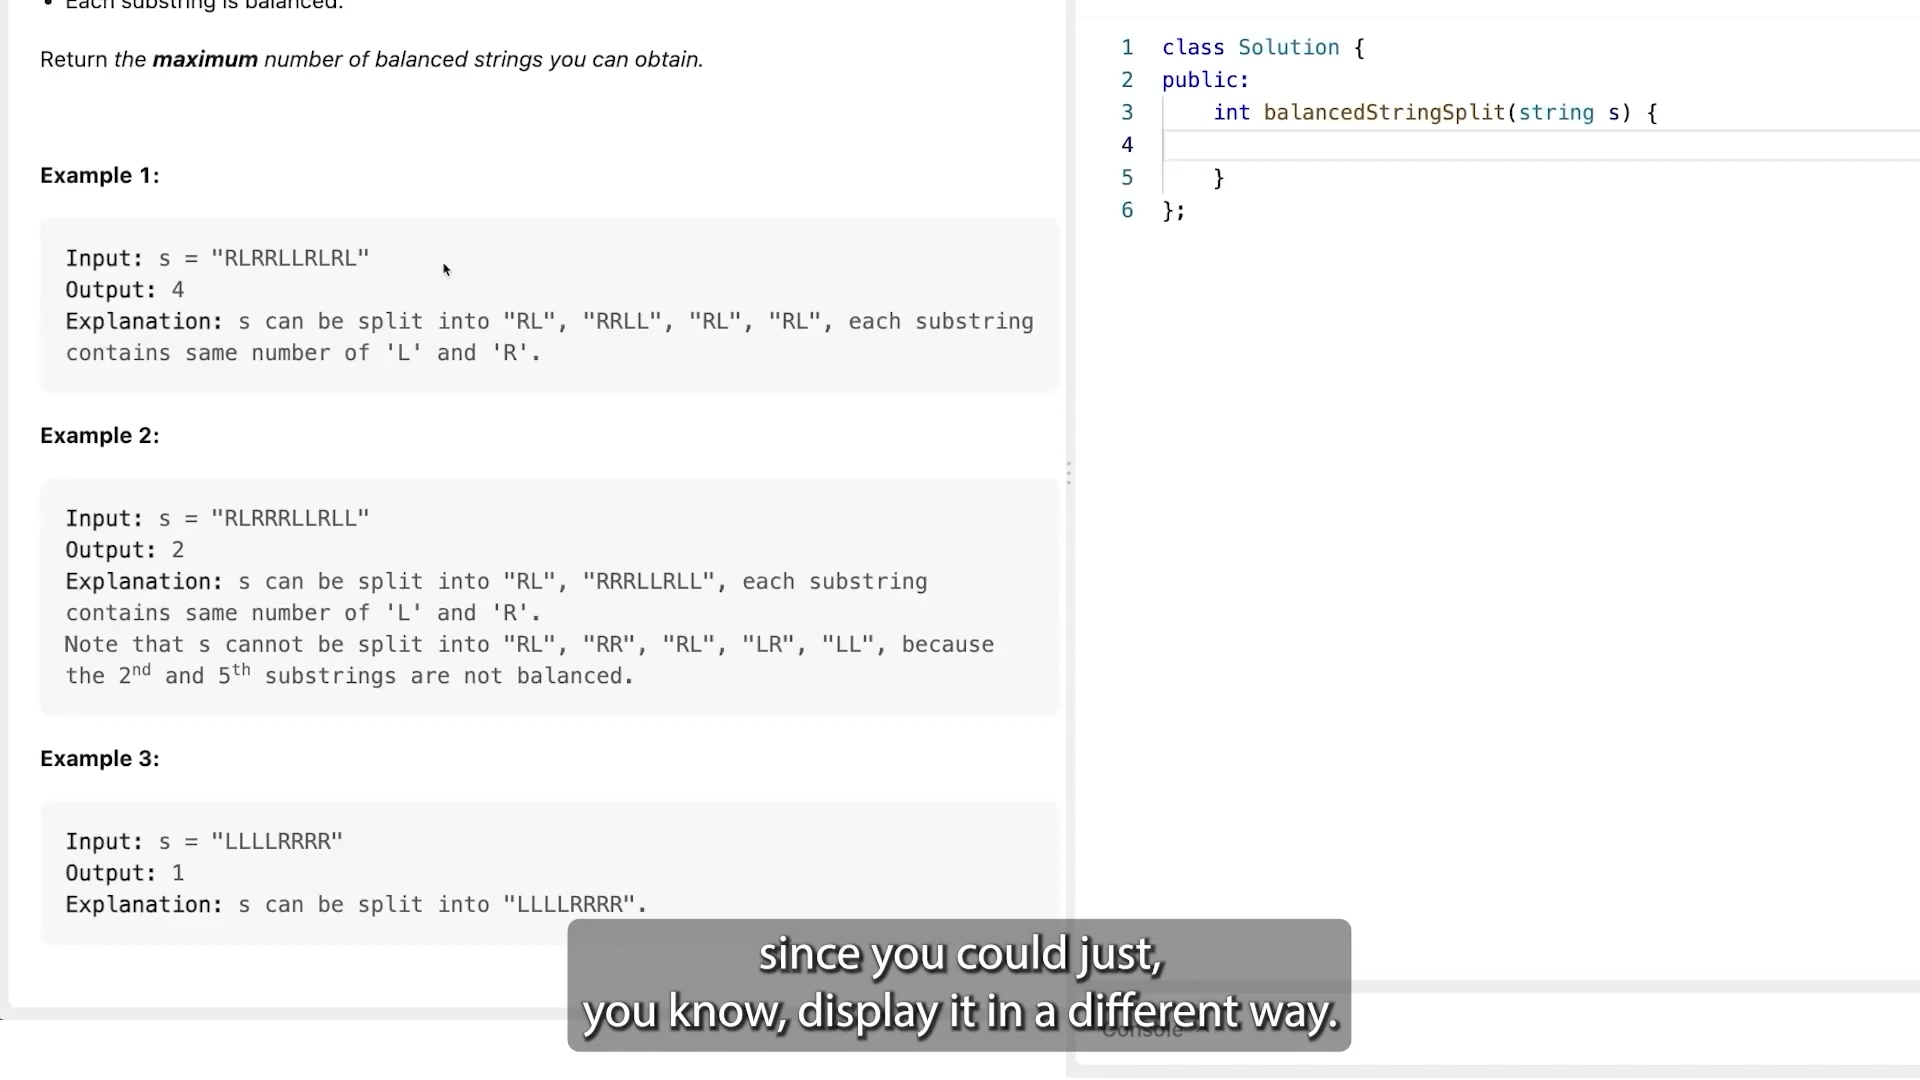 • Each substring is balanced.
Return the maximum number of balanced strings you can obtain.
Example 1:
Input: s = "RLRRLLRLRL"
Output: 4
Explanation: s can be split into "RL", "RRLL", "RL", "RL", each substring
contains same number of 'L' and 'R'.
Example 2:
Input: s = "RLRRRLLRLL"
Output: 2
Explanation: s can be split into "RL", "RRRLLRLL", each substring
contains same number of 'L' and 'R'.
Note that s cannot be split into "RL", "RR", "RL", "LR", "LL", because
the 2nd and 5th substrings are not balanced.
Example 3:
Input: s = "LLLLRRRR"
Output: 1
Explanation: s can be split into "LLLLRRRR".
1 class Solution {
2 public:
3 int balancedStringSplit(string s) {
4
5 }
6 };
Console
since you could just,
you know, display it in a different way.